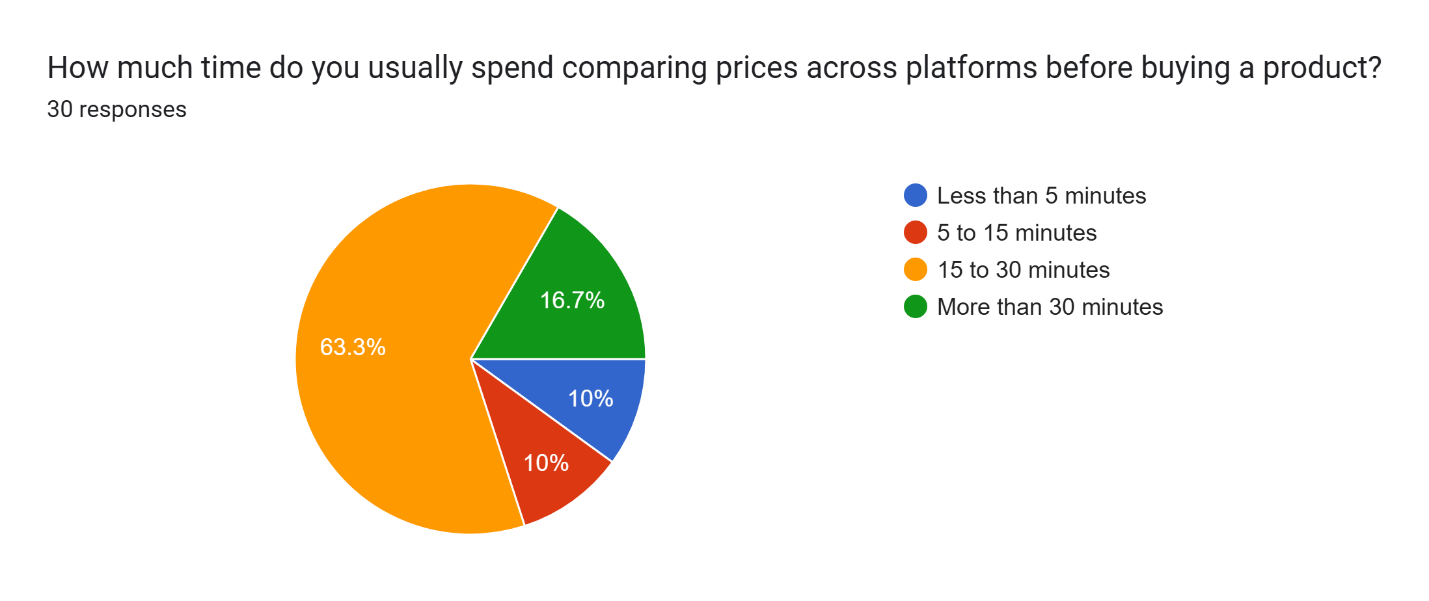 How much time do you usually spend comparing prices across platforms before buying a product?
30 responses
16.7%
63.3%
10%
10%
Less than 5 minutes
5 to 15 minutes
15 to 30 minutes
More than 30 minutes